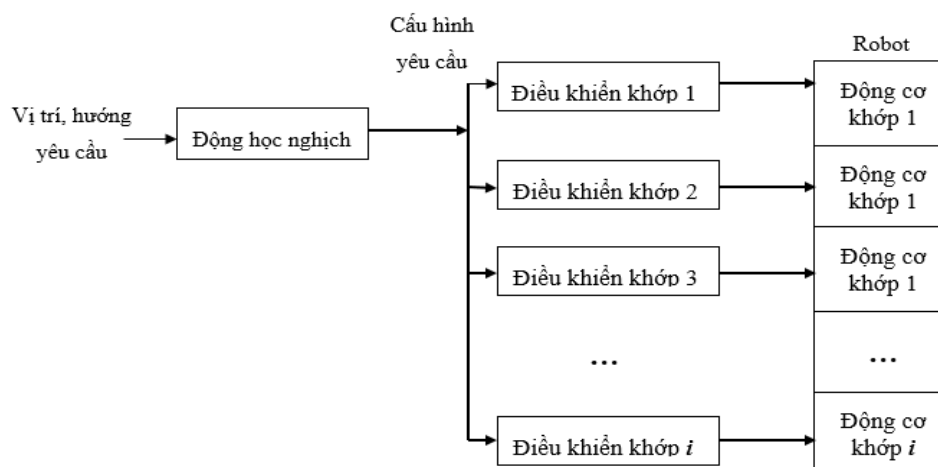 Cấu hình
yêu cầu
Robot
Vị trí, hướng
yêu cầu
Động học nghịch
Điều khiển khớp 1
Động cơ
khớp 1
Điều khiển khớp 2
Động cơ
khớp 1
Điều khiển khớp 3
Động cơ
khớp 1
...
...
Điều khiển khớp i
Động cơ
khớp i